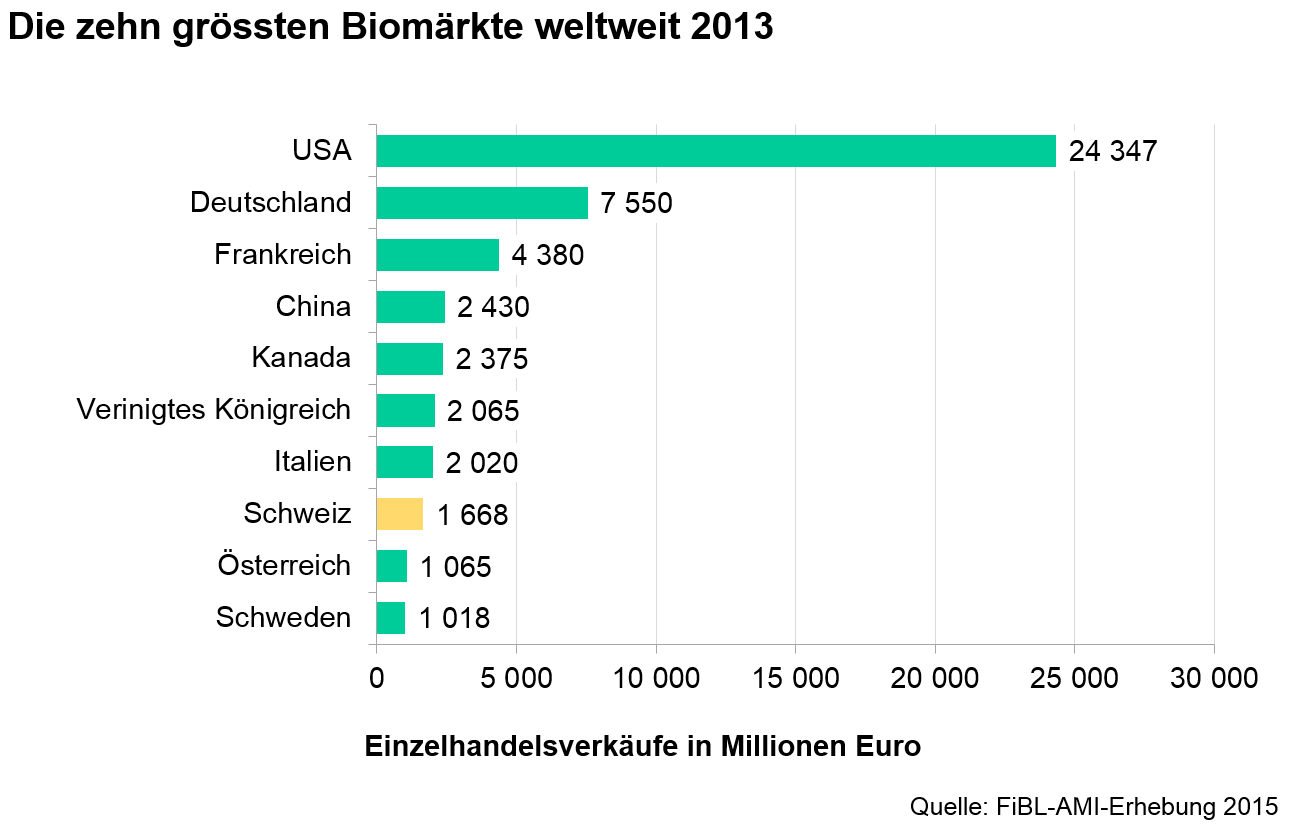 Die zehn grössten Biomärkte weltweit 2013
USA 24 347
Deutschland 7 550
Frankreich 4 380
China 2 430
Kanada 2 375
Verinigtes Königreich 2 065
Italien 2 020
Schweiz 1 668
Österreich 1 065
Schweden 1 018
0 5 000 10 000 15 000 20 000 25 000 30 000
Einzelhandelsverkäufe in Millionen Euro
Quelle: FiBL-AMI-Erhebung 2015